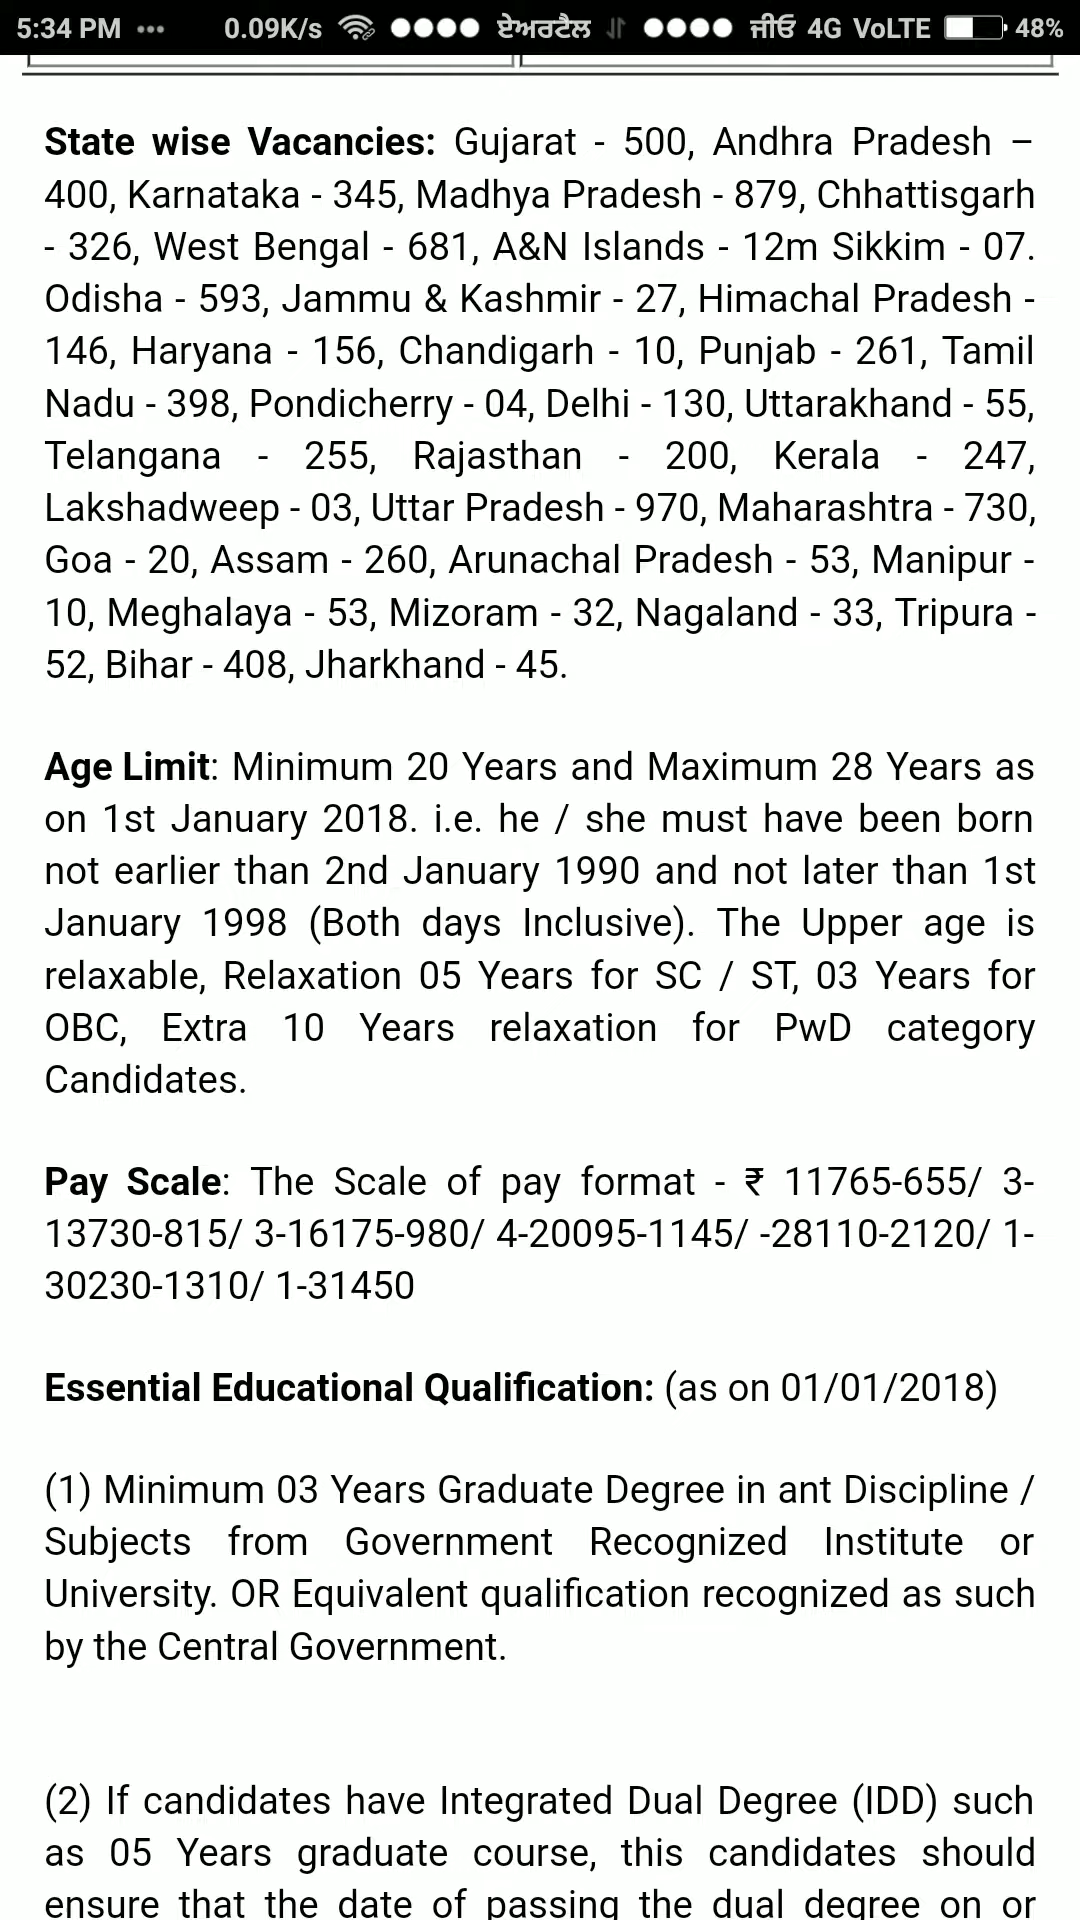 5:34 PM ... 0.09K/s ਏਅਰਟੈਲ ਜੀਓ 4G VoLTE 48%
State wise Vacancies: Gujarat - 500, Andhra Pradesh –
400, Karnataka - 345, Madhya Pradesh - 879, Chhattisgarh
- 326, West Bengal - 681, A&N Islands - 12m Sikkim - 07.
Odisha - 593, Jammu & Kashmir - 27, Himachal Pradesh -
146, Haryana - 156, Chandigarh - 10, Punjab - 261, Tamil
Nadu - 398, Pondicherry - 04, Delhi - 130, Uttarakhand - 55,
Telangana - 255, Rajasthan - 200, Kerala - 247,
Lakshadweep - 03, Uttar Pradesh - 970, Maharashtra - 730,
Goa - 20, Assam - 260, Arunachal Pradesh - 53, Manipur -
10, Meghalaya - 53, Mizoram - 32, Nagaland - 33, Tripura -
52, Bihar - 408, Jharkhand - 45.
Age Limit: Minimum 20 Years and Maximum 28 Years as
on 1st January 2018. i.e. he / she must have been born
not earlier than 2nd January 1990 and not later than 1st
January 1998 (Both days Inclusive). The Upper age is
relaxable, Relaxation 05 Years for SC / ST, 03 Years for
OBC, Extra 10 Years relaxation for PwD category
Candidates.
Pay Scale: The Scale of pay format - ₹ 11765-655/ 3-
13730-815/ 3-16175-980/ 4-20095-1145/ -28110-2120/ 1-
30230-1310/ 1-31450
Essential Educational Qualification: (as on 01/01/2018)
(1) Minimum 03 Years Graduate Degree in ant Discipline /
Subjects from Government Recognized Institute or
University. OR Equivalent qualification recognized as such
by the Central Government.
(2) If candidates have Integrated Dual Degree (IDD) such
as 05 Years graduate course, this candidates should
ensure that the date of passing the dual degree on or